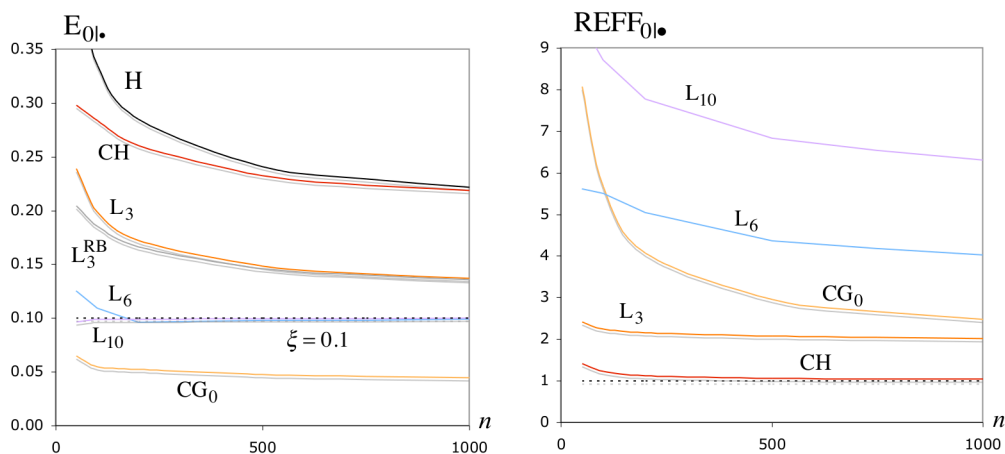 E0|•
0.35
0.30
0.25
0.20
0.15
0.10
0.05
0.00
0
500
1000
n
H
CH
L3
L3RB
L6
L10
ξ = 0.1
CG0
REFF0|●
9
8
7
6
5
4
3
2
1
0
0
500
1000
n
L10
L6
CG0
L3
CH